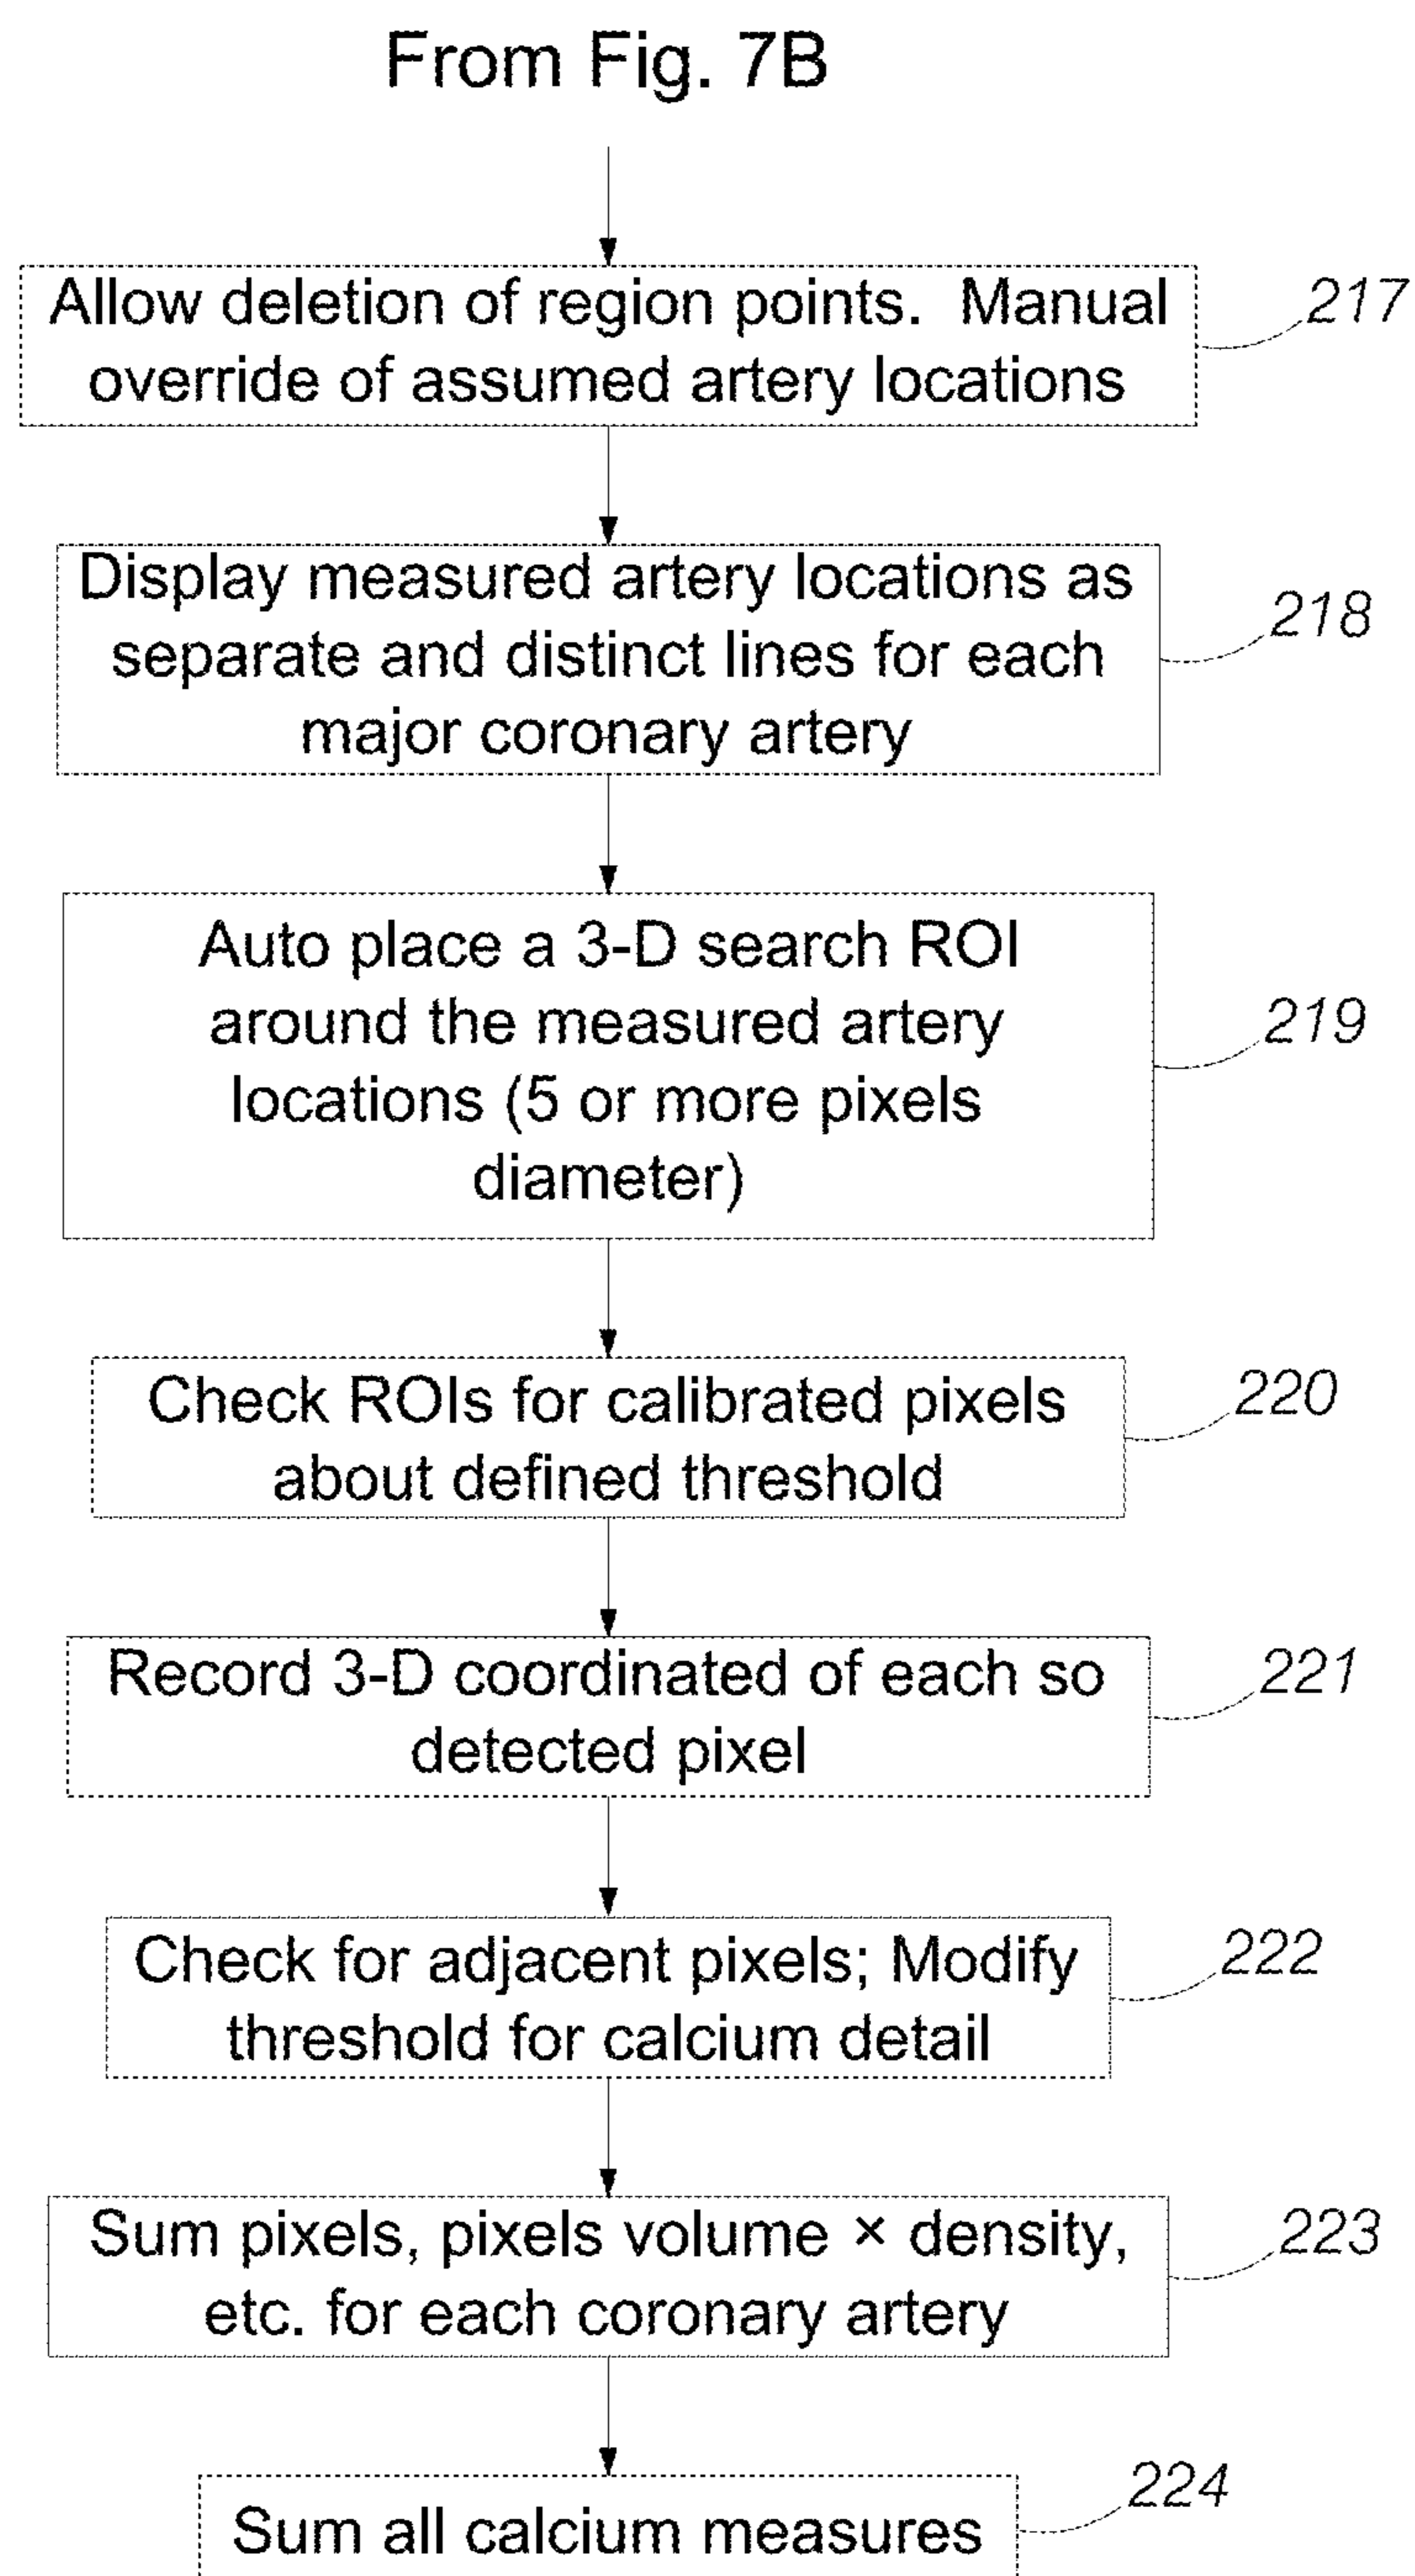 From Fig. 7B
Allow deletion of region points.  Manual
override of assumed artery locations
217
Display measured artery locations as
separate and distinct lines for each
major coronary artery
218
Auto place a 3-D search ROI
around the measured artery
locations (5 or more pixels
diameter)
219
Check ROIs for calibrated pixels
about defined threshold
220
Record 3-D coordinated of each so
detected pixel
221
Check for adjacent pixels; Modify
threshold for calcium detail
222
Sum pixels, pixels volume × density,
etc. for each coronary artery
223
Sum all calcium measures
224